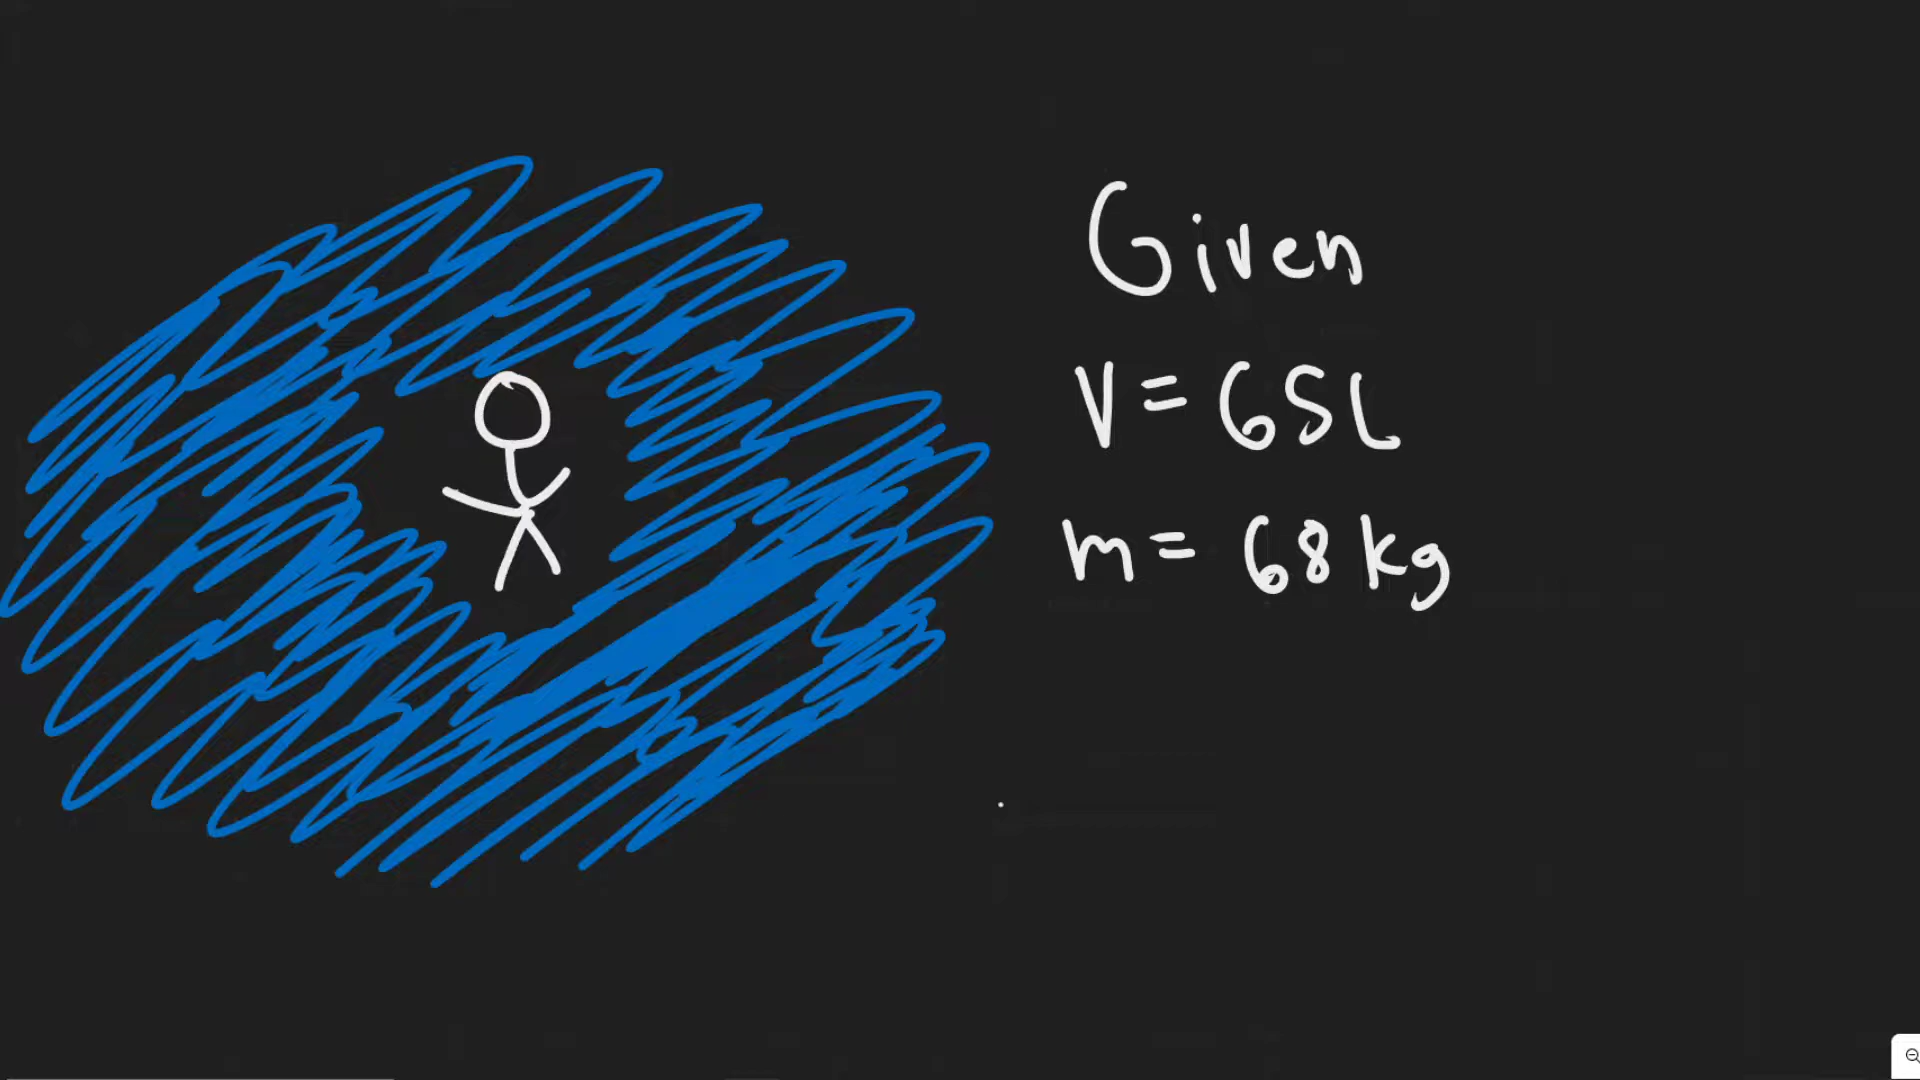 Given
V = 65L
m = 68 kg